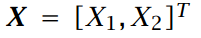 X = [X₁, X₂]ᵀ